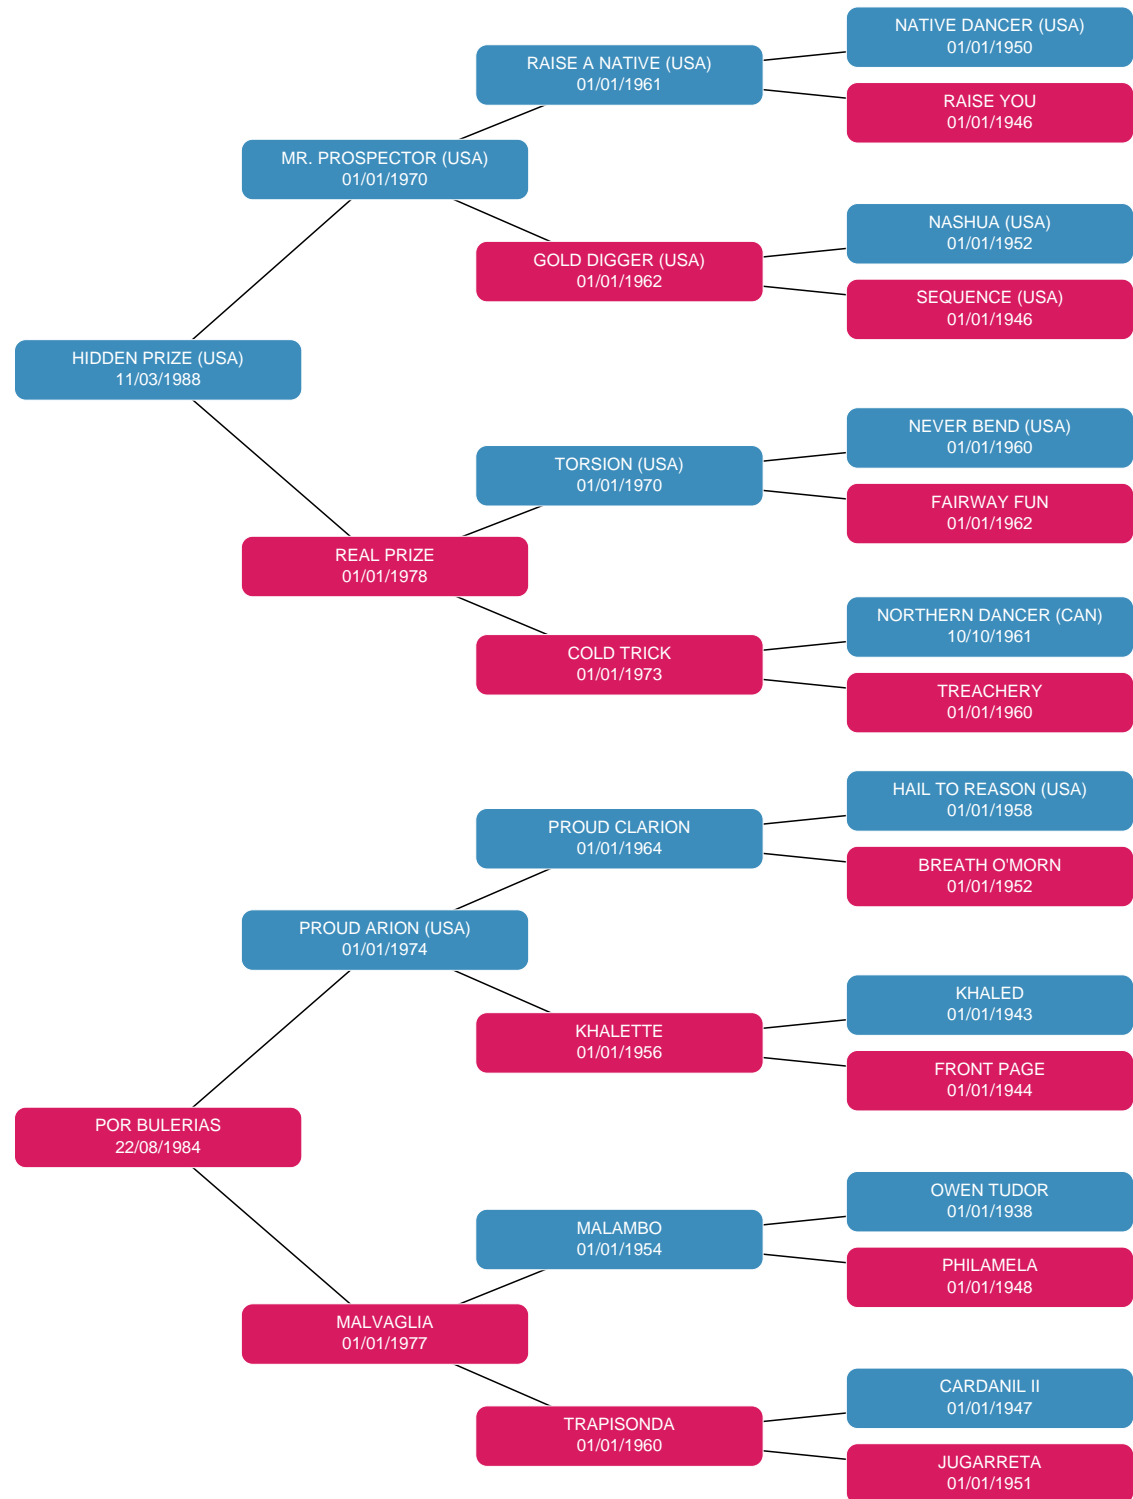 NATIVE DANCER (USA)
01/01/1950
RAISE A NATIVE (USA)
01/01/1961
RAISE YOU
01/01/1946
MR. PROSPECTOR (USA)
01/01/1970
NASHUA (USA)
01/01/1952
GOLD DIGGER (USA)
01/01/1962
SEQUENCE (USA)
01/01/1946
HIDDEN PRIZE (USA)
11/03/1988
NEVER BEND (USA)
01/01/1960
TORSION (USA)
01/01/1970
FAIRWAY FUN
01/01/1962
REAL PRIZE
01/01/1978
NORTHERN DANCER (CAN)
10/10/1961
COLD TRICK
01/01/1973
TREACHERY
01/01/1960
HAIL TO REASON (USA)
01/01/1958
PROUD CLARION
01/01/1964
BREATH O'MORN
01/01/1952
PROUD ARION (USA)
01/01/1974
KHALED
01/01/1943
KHALETTE
01/01/1956
FRONT PAGE
01/01/1944
POR BULERIAS
22/08/1984
OWEN TUDOR
01/01/1938
MALAMBO
01/01/1954
PHILAMELA
01/01/1948
MALVAGLIA
01/01/1977
CARDANIL II
01/01/1947
TRAPISONDA
01/01/1960
JUGARRETA
01/01/1951